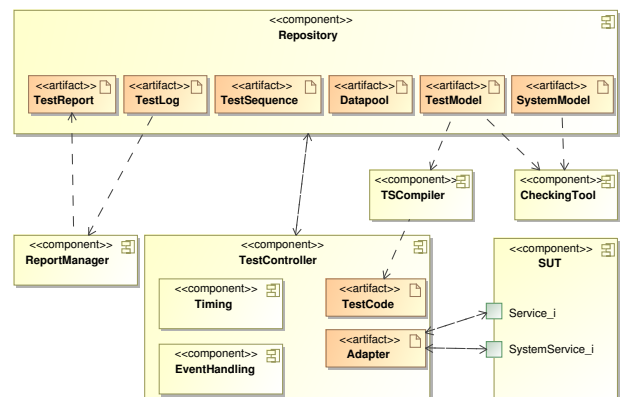 <<component>>
Repository
<<artifact>>
TestReport
<<artifact>>
TestLog
<<artifact>>
TestSequence
<<artifact>>
Datapool
<<artifact>>
TestModel
<<artifact>>
SystemModel
<<component>>
TSCompiler
<<component>>
CheckingTool
<<component>>
ReportManager
<<component>>
TestController
<<component>>
SUT
<<component>>
Timing
<<artifact>>
TestCode
Service_i
<<artifact>>
Adapter
SystemService_i
<<component>>
EventHandling